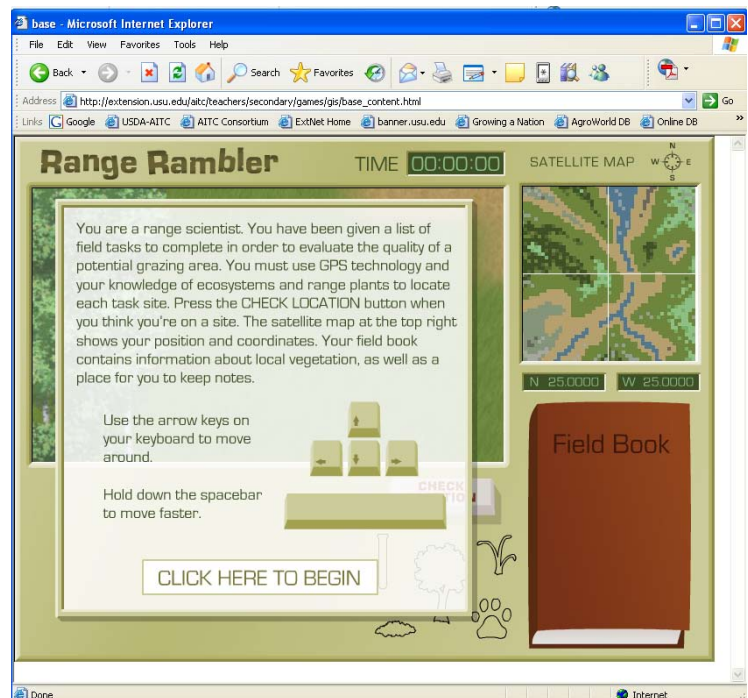 base - Microsoft Internet Explorer
File Edit View Favorites Tools Help
Back Search Favorites
Address http://extension.usu.edu/aitc/teachers/secondary/games/gis/base_content.html Go
Links Google USDA-AITC AITC Consortium ExtNet Home banner.usu.edu Growing a Nation AgroWorld DB Online DB »
Range Rambler TIME 00:00:00 SATELLITE MAP
N
W E
S
You are a range scientist. You have been given a list of
field tasks to complete in order to evaluate the quality of a
potential grazing area. You must use GPS technology and
your knowledge of ecosystems and range plants to locate
each task site. Press the CHECK LOCATION button when
you think you're on a site. The satellite map at the top right
shows your position and coordinates. Your field book
contains information about local vegetation, as well as a
place for you to keep notes.
N 25.0000 W 25.0000
Use the arrow keys on
your keyboard to move
around.
Hold down the spacebar
to move faster.
CHECK
CLICK HERE TO BEGIN
Field Book
Done Internet